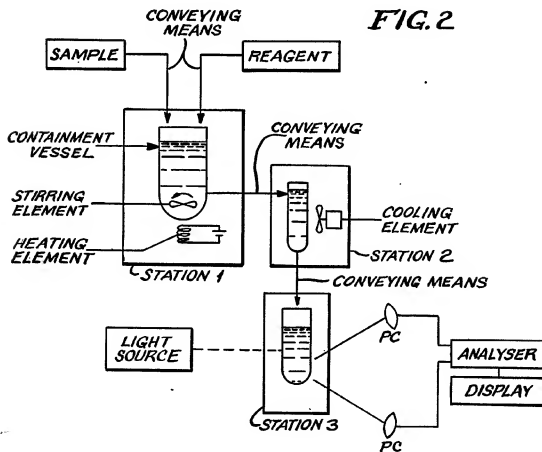 FIG.2
CONVEYING
MEANS
SAMPLE
REAGENT
CONTAINMENT
VESSEL
STIRRING
ELEMENT
HEATING
ELEMENT
STATION 1
CONVEYING
MEANS
COOLING
ELEMENT
STATION 2
CONVEYING MEANS
LIGHT
SOURCE
PC
ANALYSER
DISPLAY
STATION 3
PC